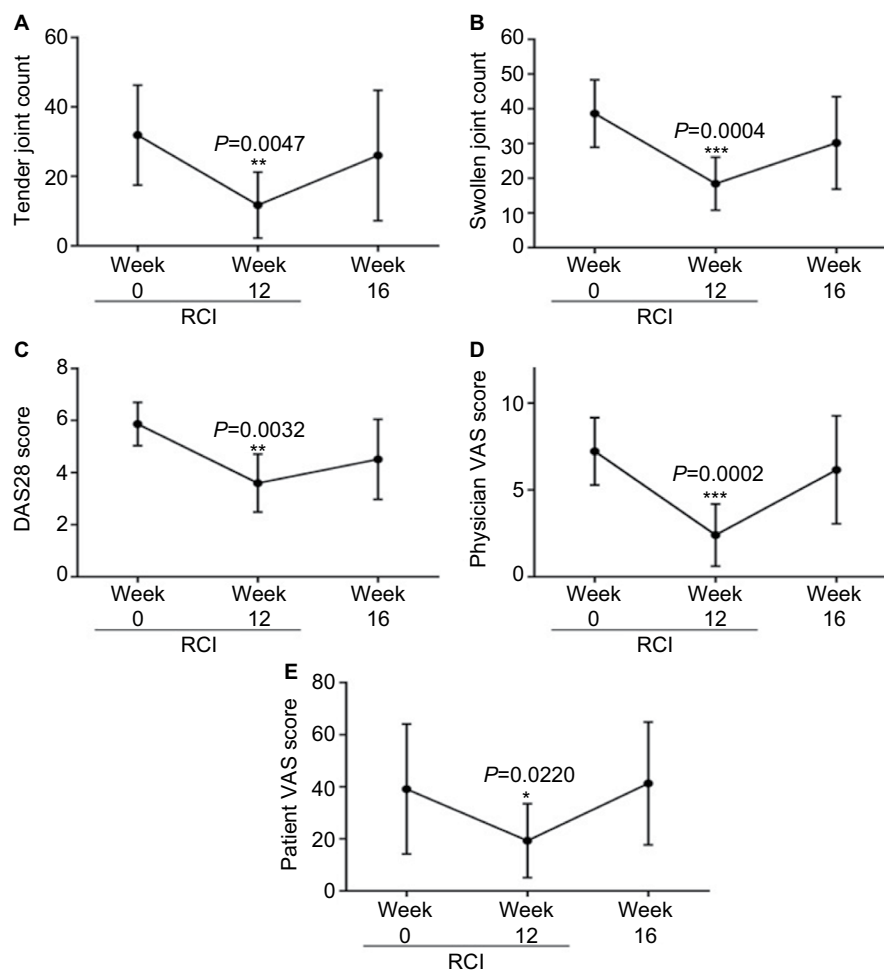 A
Tender joint count
60
40
20
0
P=0.0047
**
Week Week Week
0 12 16
RCI
B
Swollen joint count
60
50
40
30
20
10
0
P=0.0004
***
Week Week Week
0 12 16
RCI
C
DAS28 score
8
6
4
2
0
P=0.0032
**
Week Week Week
0 12 16
RCI
D
Physician VAS score
10
5
0
P=0.0002
***
Week Week Week
0 12 16
RCI
E
Patient VAS score
80
60
40
20
0
P=0.0220
*
Week Week Week
0 12 16
RCI